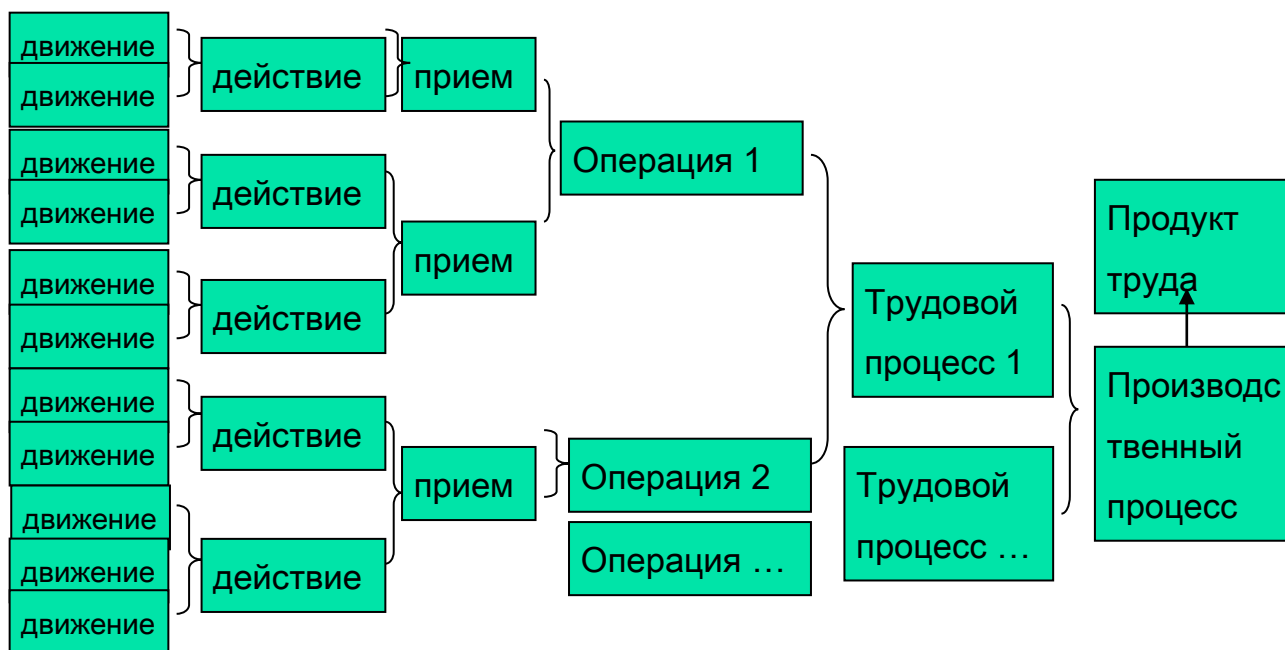 движение
движение
движение
движение
движение
движение
движение
движение
движение
движение
движение
действие
действие
действие
действие
действие
прием
прием
прием
Операция 1
Операция 2
Операция …
Трудовой
процесс 1
Трудовой
процесс …
Продукт
труда
Производс
твенный
процесс